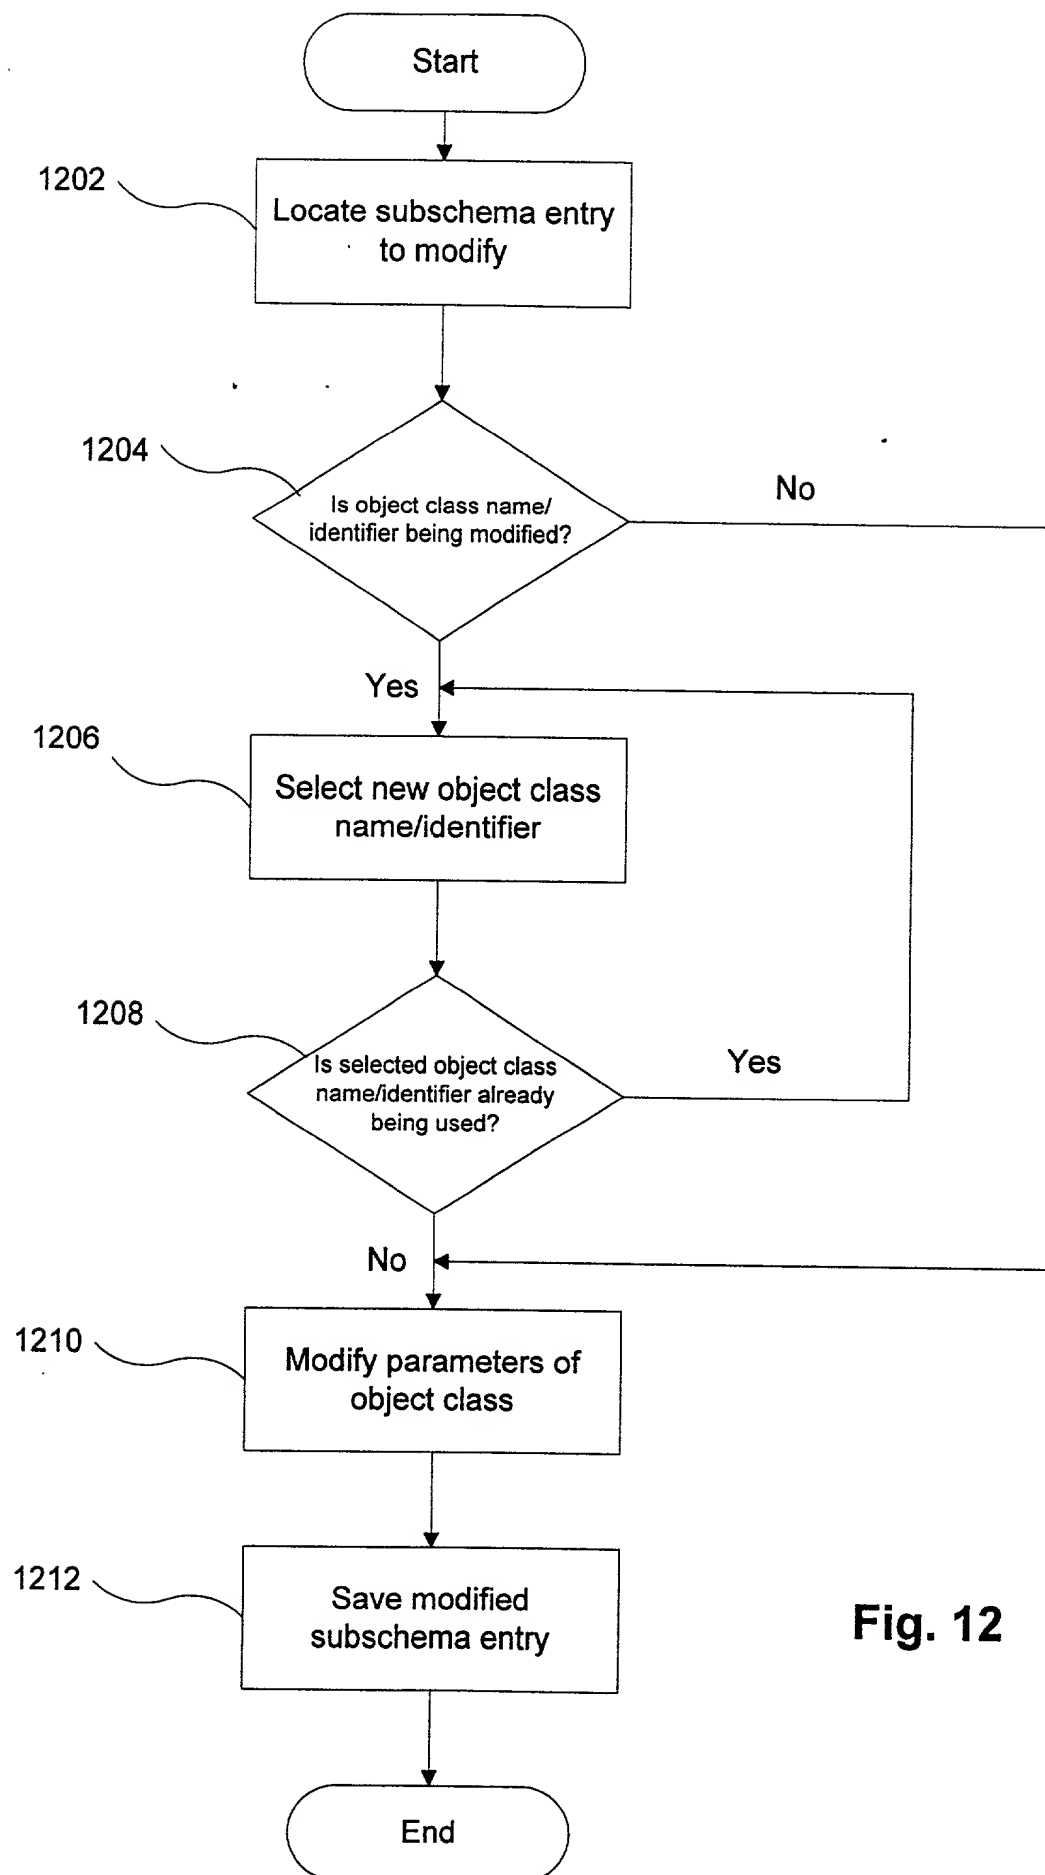 Start
1202
Locate subschema entry
to modify
1204
Is object class name/
identifier being modified?
No
Yes
1206
Select new object class
name/identifier
1208
Is selected object class
name/identifier already
being used?
Yes
No
1210
Modify parameters of
object class
1212
Save modified
subschema entry
Fig. 12
End